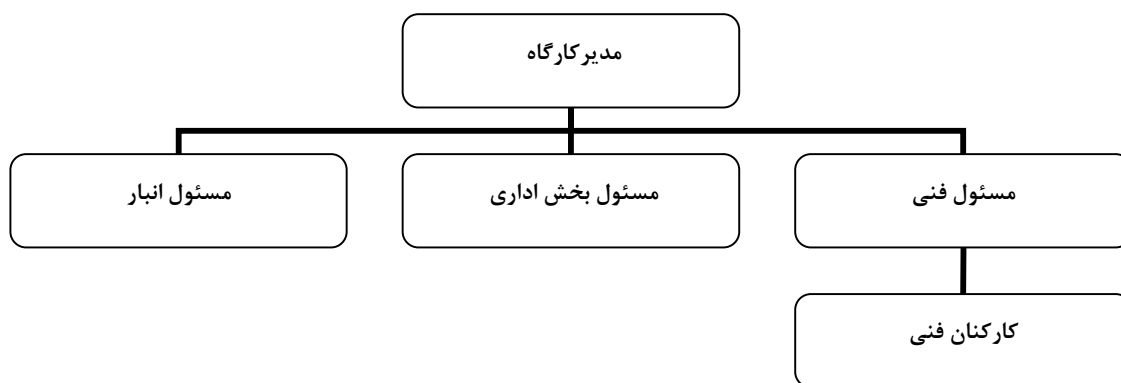 مدیرکارگاه
مسئول فنی
مسئول بخش اداری
مسئول انبار
کارکنان فنی